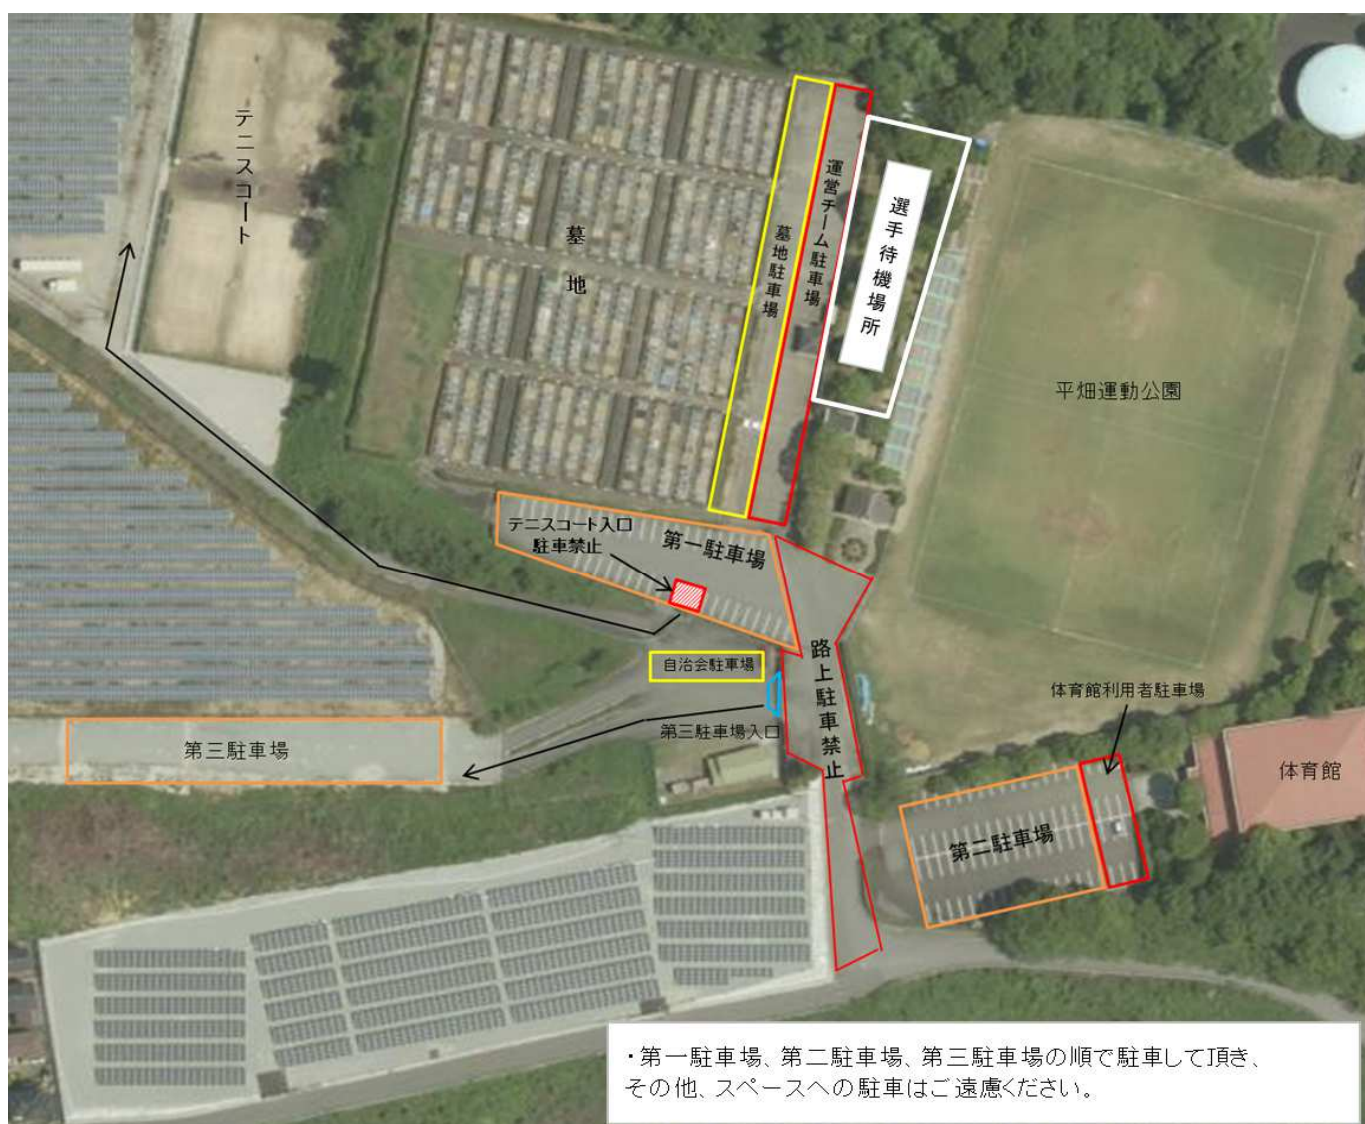 テニスコート
墓地
墓地駐車場
運営チーム駐車場
選手待機場所
平畑運動公園
テニスコート入口
駐車禁止
第一駐車場
自治会駐車場
路上駐車禁止
第三駐車場入口
第三駐車場
体育館利用者駐車場
体育館
第二駐車場
・第一駐車場、第二駐車場、第三駐車場の順で駐車して頂き、
その他、スペースへの駐車はご遠慮ください。